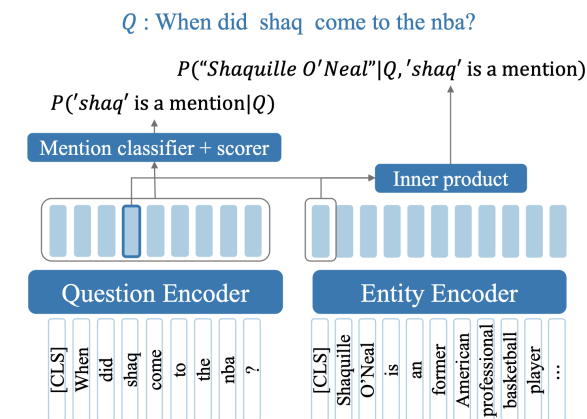 Q : When did shaq come to the nba?
P("Shaquille O'Neal"|Q,'shaq' is a mention)
P('shaq' is a mention|Q)
Mention classifier + scorer
Inner product
Question Encoder
Entity Encoder
[CLS]
When
did
shaq
come
to
the
nba
?
[CLS]
Shaquille
O'Neal
is
an
former
American
professional
basketball
player
...